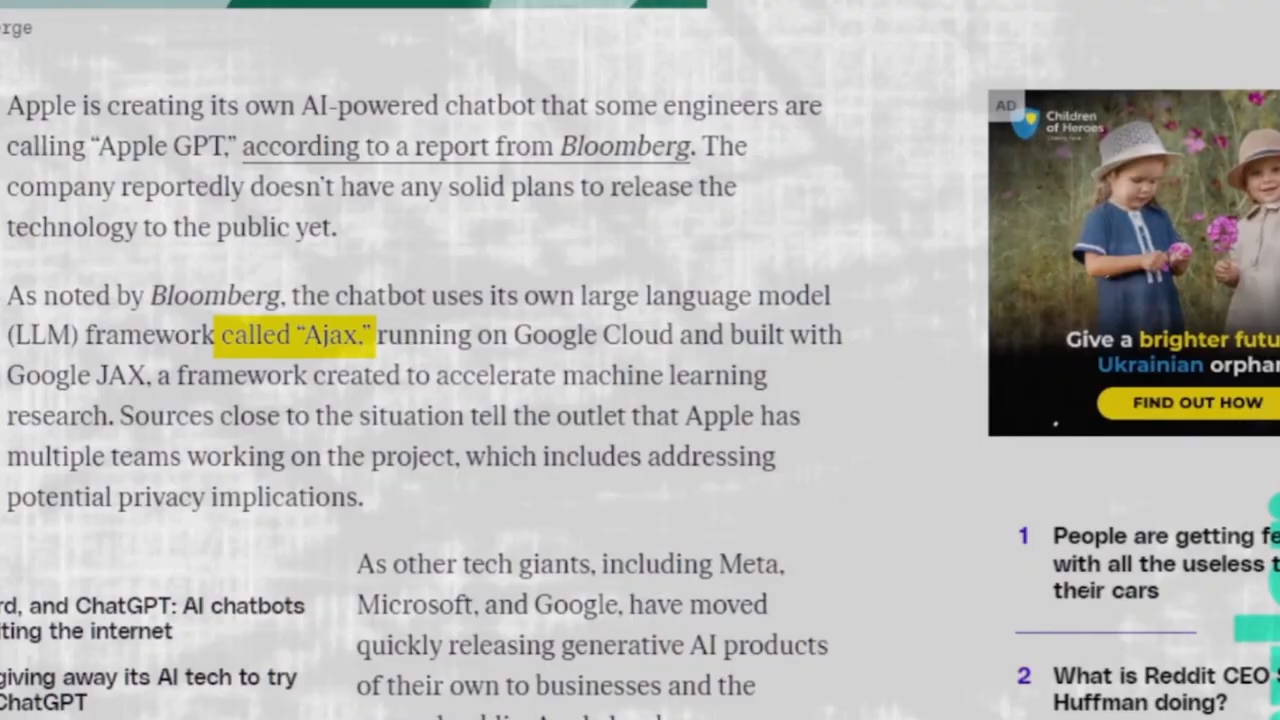 erge
Apple is creating its own AI-powered chatbot that some engineers are
calling “Apple GPT,” according to a report from Bloomberg. The
company reportedly doesn’t have any solid plans to release the
technology to the public yet.
As noted by Bloomberg, the chatbot uses its own large language model
(LLM) framework called “Ajax,” running on Google Cloud and built with
Google JAX, a framework created to accelerate machine learning
research. Sources close to the situation tell the outlet that Apple has
multiple teams working on the project, which includes addressing
potential privacy implications.
As other tech giants, including Meta,
Microsoft, and Google, have moved
quickly releasing generative AI products
of their own to businesses and the
rd, and ChatGPT: AI chatbots
ting the internet
giving away its AI tech to try
ChatGPT
AD
Children
of Heroes
Give a brighter futu
Ukrainian orphan
FIND OUT HOW
1 People are getting fe
with all the useless t
their cars
2 What is Reddit CEO S
Huffman doing?